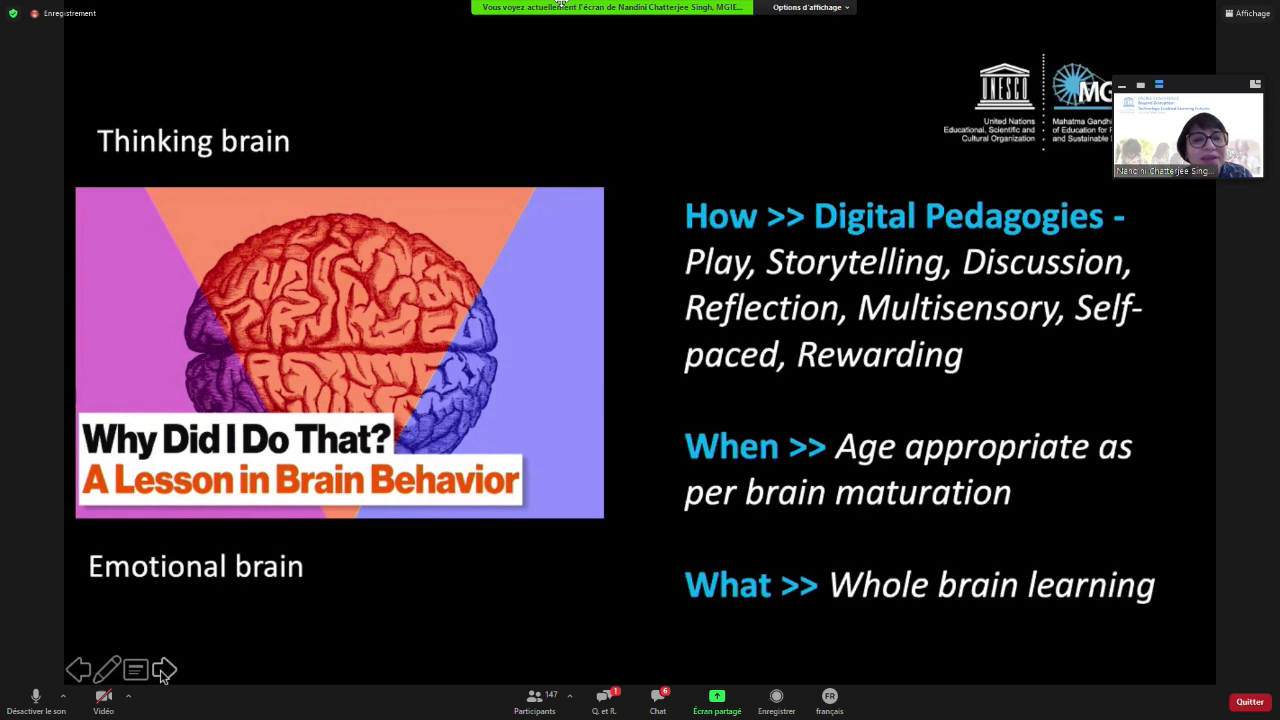 Enregistrement
Vous voyez actuellement l'écran de Nandini Chatterjee Singh, MGIE...
Options d'affichage
Affichage
UNESCO
MG
United Nations
Educational, Scientific and
Cultural Organization
Mahatma Gandhi
of Education for
and Sustainable
Nandini Chatterjee Sing...
Thinking brain
Why Did I Do That?
A Lesson in Brain Behavior
Emotional brain
How >> Digital Pedagogies -
Play, Storytelling, Discussion,
Reflection, Multisensory, Self-
paced, Rewarding
When >> Age appropriate as
per brain maturation
What >> Whole brain learning
Désactiver le son
Vidéo
147
Participants
1
Q. et R.
6
Chat
Écran partagé
Enregistrer
FR
français
Quitter